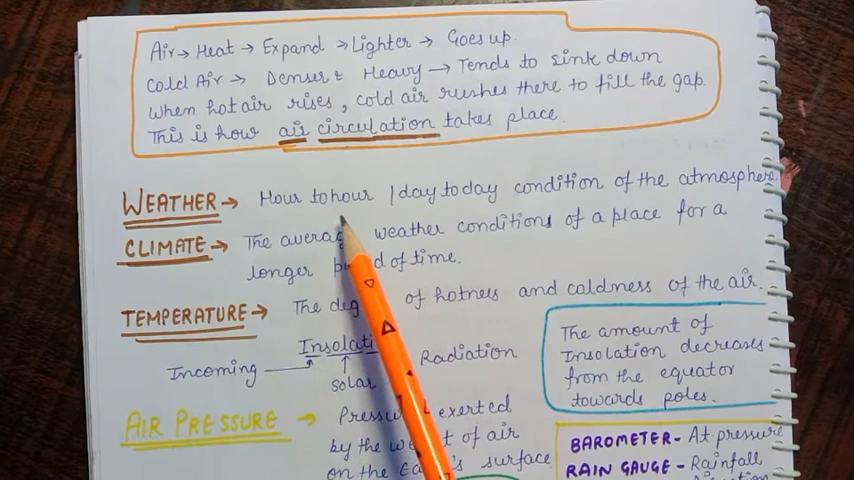 Air → Heat → Expand → Lighter → Goes up.
Cold Air → Denser & Heavy → Tends to sink down
When hot air rises, cold air rushes there to fill the gap.
This is how air circulation takes place.
WEATHER → Hour to hour / day to day condition of the atmosphere
CLIMATE → The average weather conditions of a place for a
longer of time.
TEMPERATURE → The of hotness and coldness of the air.
Incoming → Radiation
solar
The amount of
Insolation decreases
from the equator
towards poles.
AIR PRESSURE → exerted
by the of air
on the surface
BAROMETER - At pressure
RAIN GAUGE - Rainfall